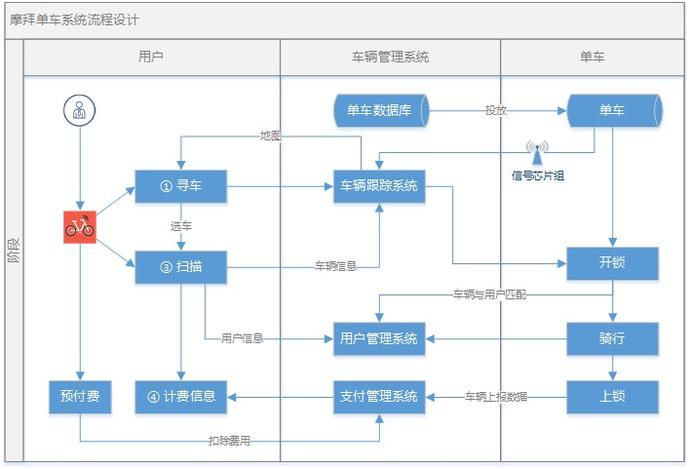 摩拜单车系统流程设计
用户
车辆管理系统
单车
阶段
单车数据库
投放
单车
地图
信号芯片组
① 寻车
车辆跟踪系统
选车
③ 扫描
车辆信息
开锁
车辆与用户匹配
用户信息
用户管理系统
骑行
预付费
④ 计费信息
支付管理系统
车辆上报数据
上锁
扣除费用